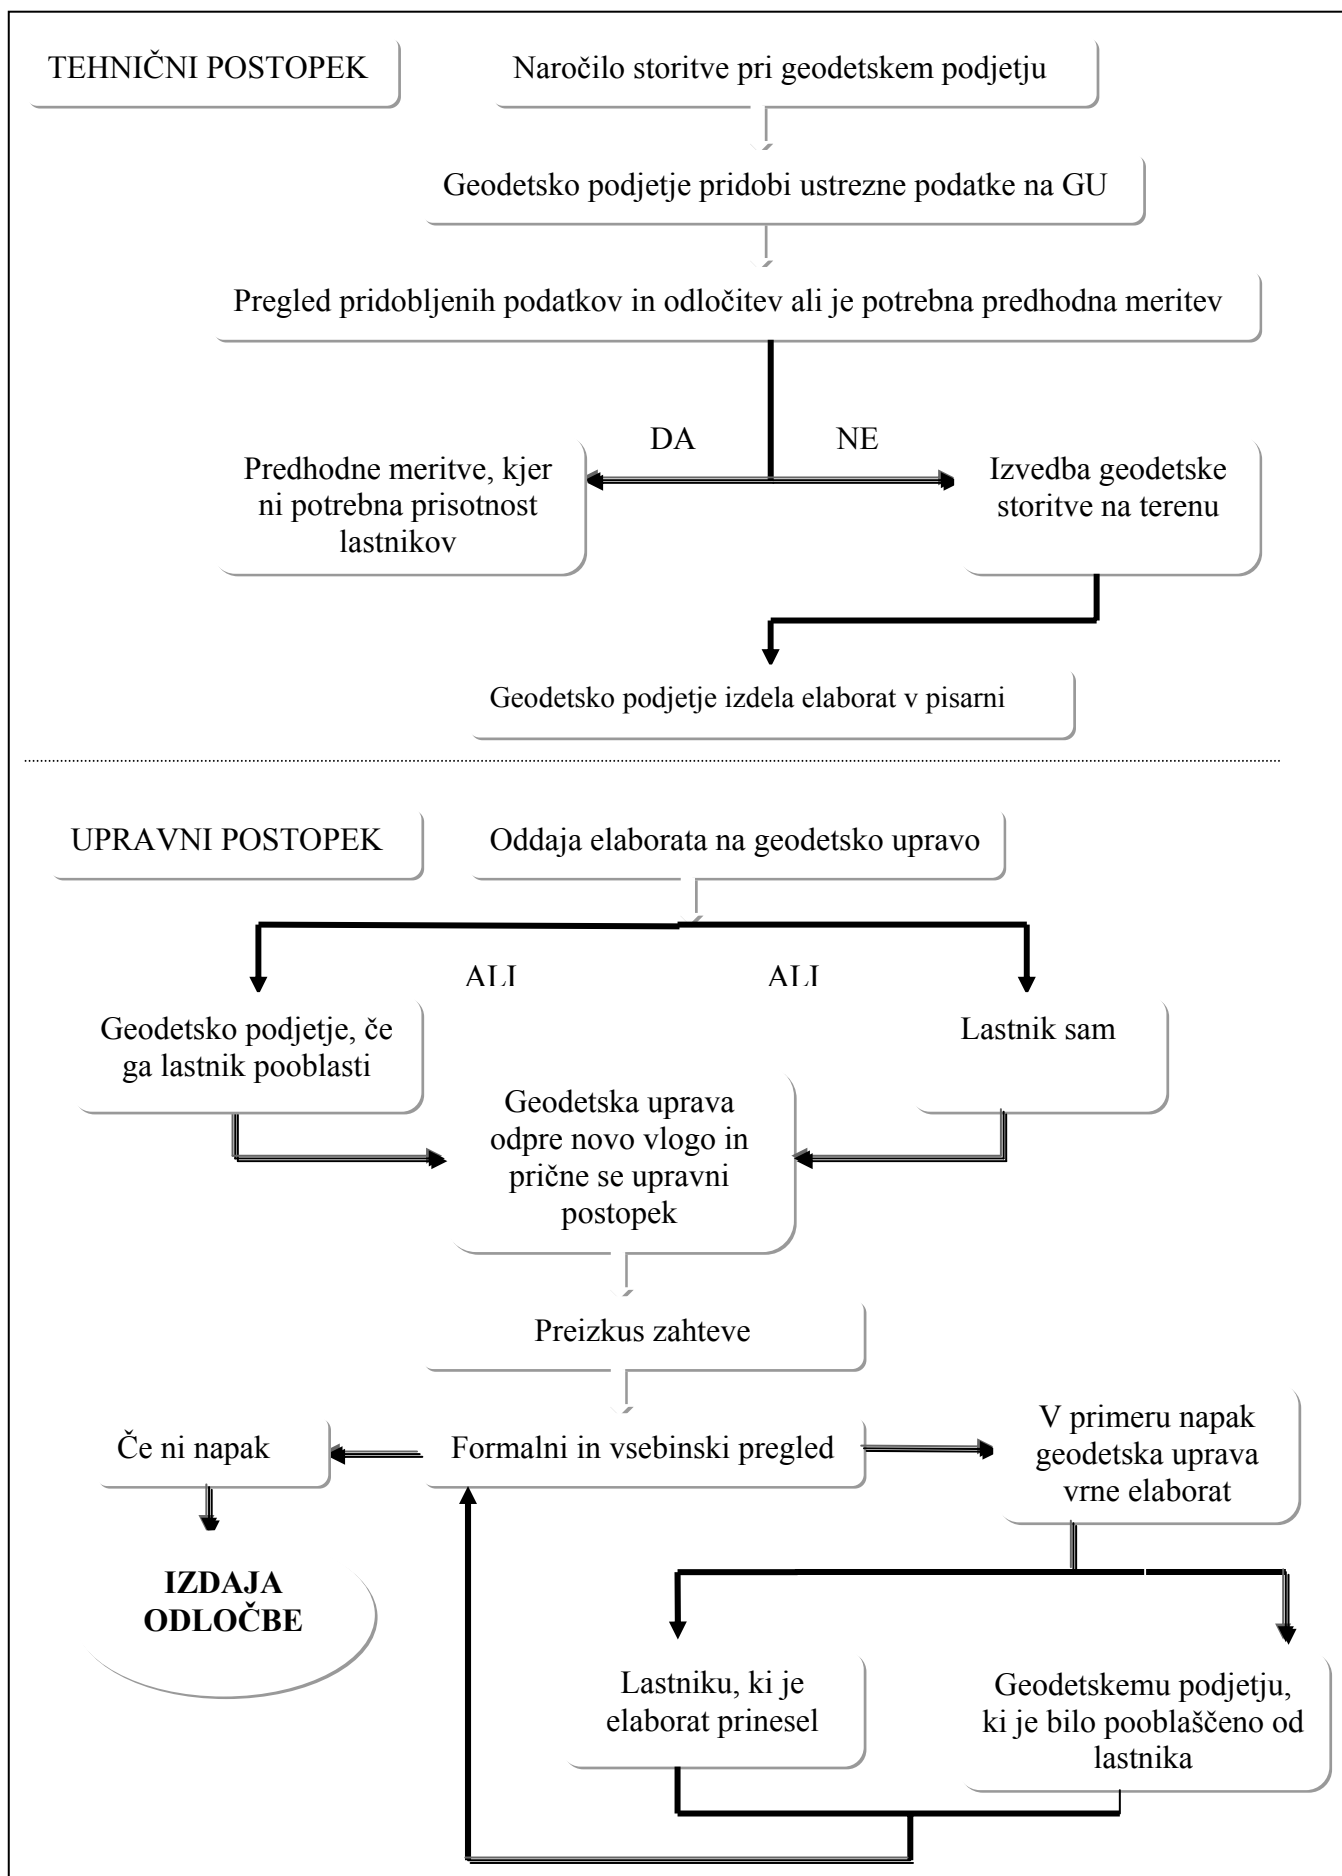 TEHNIČNI POSTOPEK
Naročilo storitve pri geodetskem podjetju
Geodetsko podjetje pridobi ustrezne podatke na GU
Pregled pridobljenih podatkov in odločitev ali je potrebna predhodna meritev
DA
NE
Predhodne meritve, kjer
ni potrebna prisotnost
lastnikov
Izvedba geodetske
storitve na terenu
Geodetsko podjetje izdela elaborat v pisarni
UPRAVNI POSTOPEK
Oddaja elaborata na geodetsko upravo
ALI
ALI
Geodetsko podjetje, če
ga lastnik pooblasti
Lastnik sam
Geodetska uprava
odpre novo vlogo in
prične se upravni
postopek
Preizkus zahteve
Če ni napak
Formalni in vsebinski pregled
V primeru napak
geodetska uprava
vrne elaborat
IZDAJA
ODLOČBE
Lastniku, ki je
elaborat prinesel
Geodetskemu podjetju,
ki je bilo pooblaščeno od
lastnika